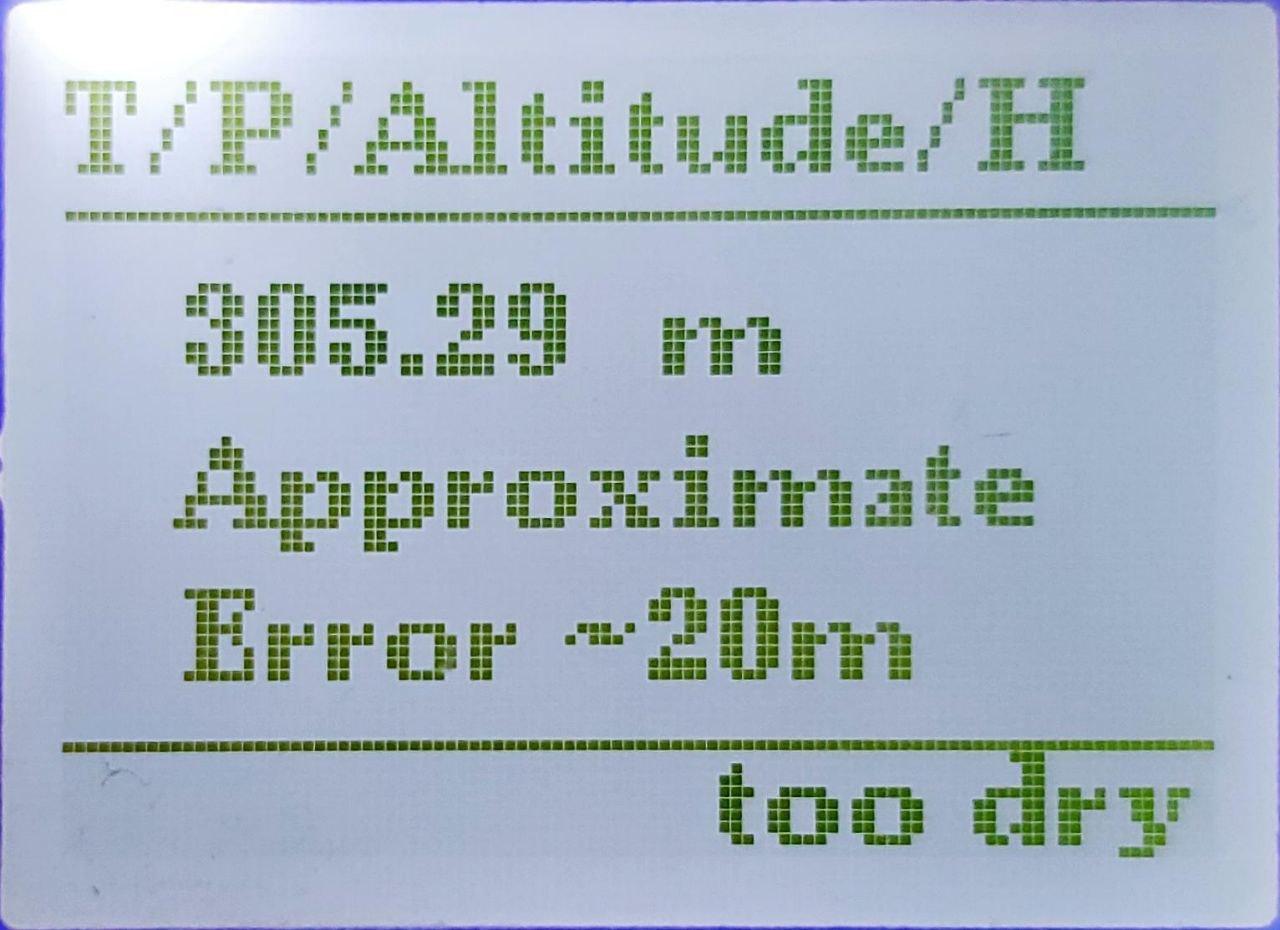 T/P/Altitude/H
305.29 m
Approximate
Error ~20m
too dry